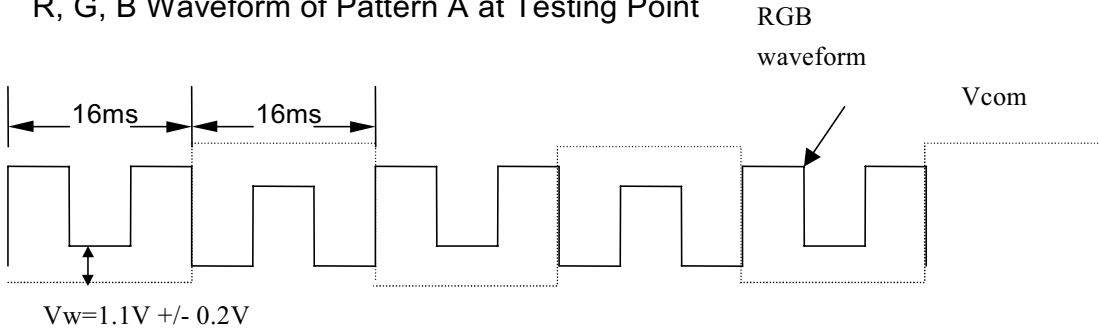 R, G, B Waveform of Pattern A at Testing Point
RGB
waveform
Vcom
16ms
16ms
Vw=1.1V +/- 0.2V